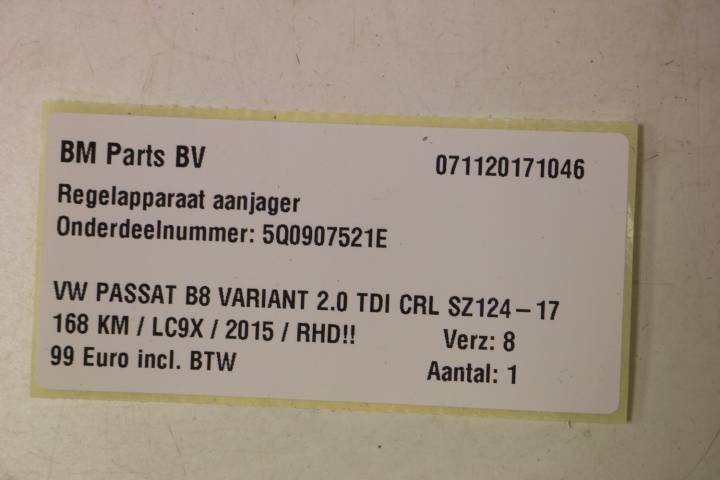 BM Parts BV 071120171046
Regelapparaat aanjager
Onderdeelnummer: 5Q0907521E
VW PASSAT B8 VARIANT 2.0 TDI CRL SZ124-17
168 KM / LC9X / 2015 / RHD!! Verz: 8
99 Euro incl. BTW Aantal: 1